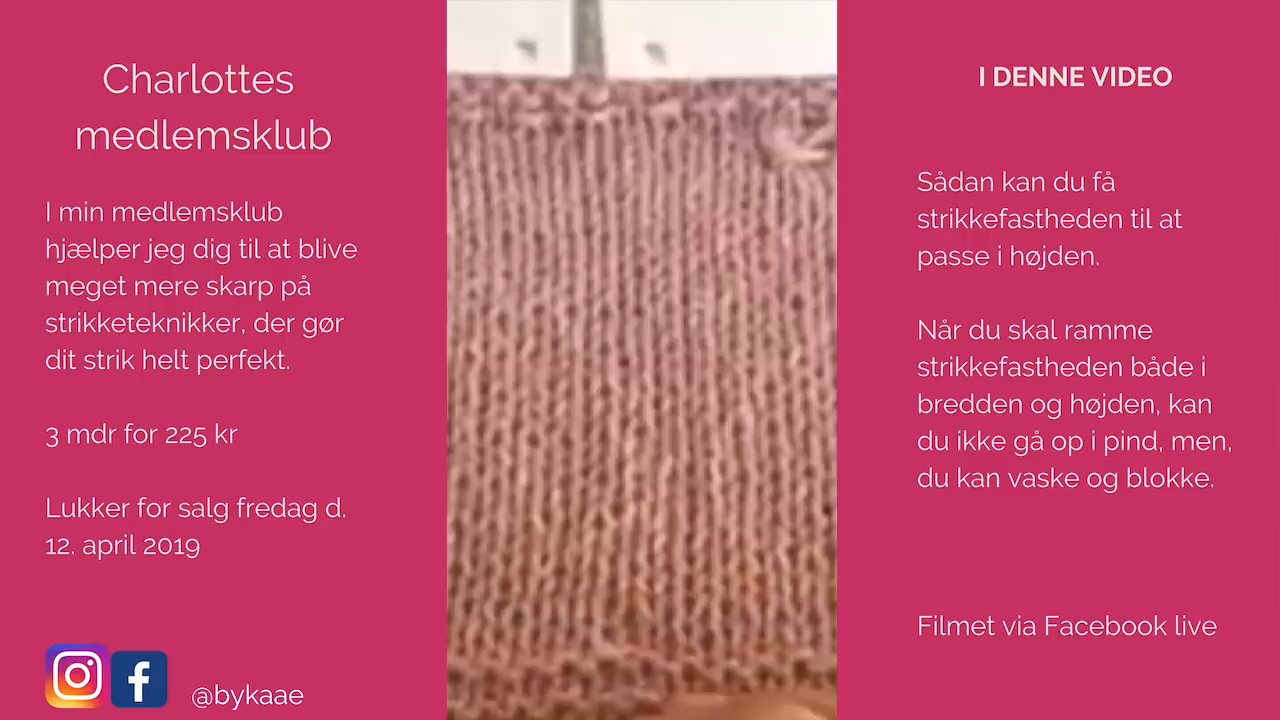 Charlottes
medlemsklub
I min medlemsklub
hjælper jeg dig til at blive
meget mere skarp på
strikketeknikker, der gør
dit strik helt perfekt.
3 mdr for 225 kr
Lukker for salg fredag d.
12. april 2019
@bykaae
I DENNE VIDEO
Sådan kan du få
strikkefastheden til at
passe i højden.
Når du skal ramme
strikkefastheden både i
bredden og højden, kan
du ikke gå op i pind, men,
du kan vaske og blokke.
Filmet via Facebook live